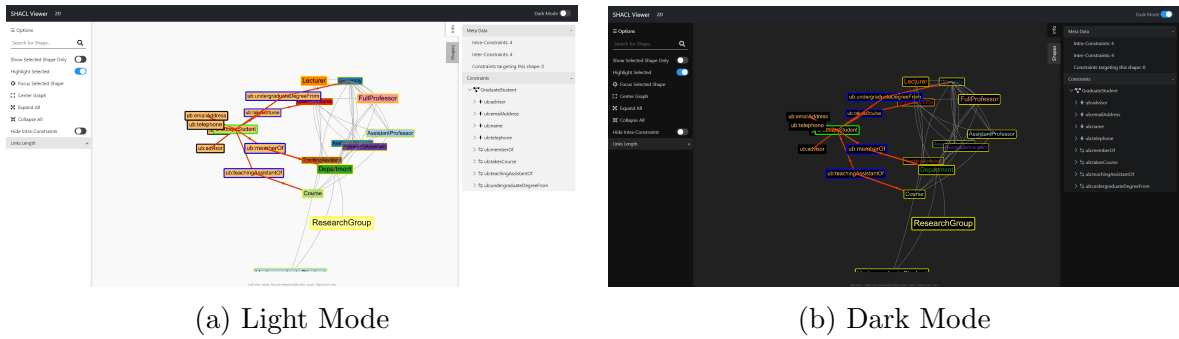 SHACL Viewer 2D
Dark Mode
☰ Options
Search for Shape..
Show Selected Shape Only
Highlight Selected
Focus Selected Shape
Center Graph
Expand All
Collapse All
Hide Intra-Constraints
Links Length +
Lecturer
ub:undergraduateDegreeFrom
FullProfessor
ub:emailAddress
ub:telephone
AssistantProfessor
ub:advisor
ub:memberOf
Department
ub:teachingAssistantOf
Course
ResearchGroup
Info
Shapes
Meta Data −
Intra-Constraints: 4
Inter-Constraints: 4
Constraints targeting this shape: 0
Constraints −
GraduateStudent
ub:advisor
ub:emailAddress
ub:name
ub:telephone
ub:memberOf
ub:takesCourse
ub:teachingAssistantOf
ub:undergraduateDegreeFrom
(a) Light Mode
SHACL Viewer 2D
Dark Mode
☰ Options
Search for Shape..
Show Selected Shape Only
Highlight Selected
Focus Selected Shape
Center Graph
Expand All
Collapse All
Hide Intra-Constraints
Links Length +
Lecturer
ub:undergraduateDegreeFrom
FullProfessor
ub:emailAddress
ub:telephone
AssistantProfessor
ub:advisor
ub:memberOf
Department
ub:teachingAssistantOf
Course
ResearchGroup
Info
Shapes
Meta Data −
Intra-Constraints: 4
Inter-Constraints: 4
Constraints targeting this shape: 0
Constraints −
GraduateStudent
ub:advisor
ub:emailAddress
ub:name
ub:telephone
ub:memberOf
ub:takesCourse
ub:teachingAssistantOf
ub:undergraduateDegreeFrom
(b) Dark Mode